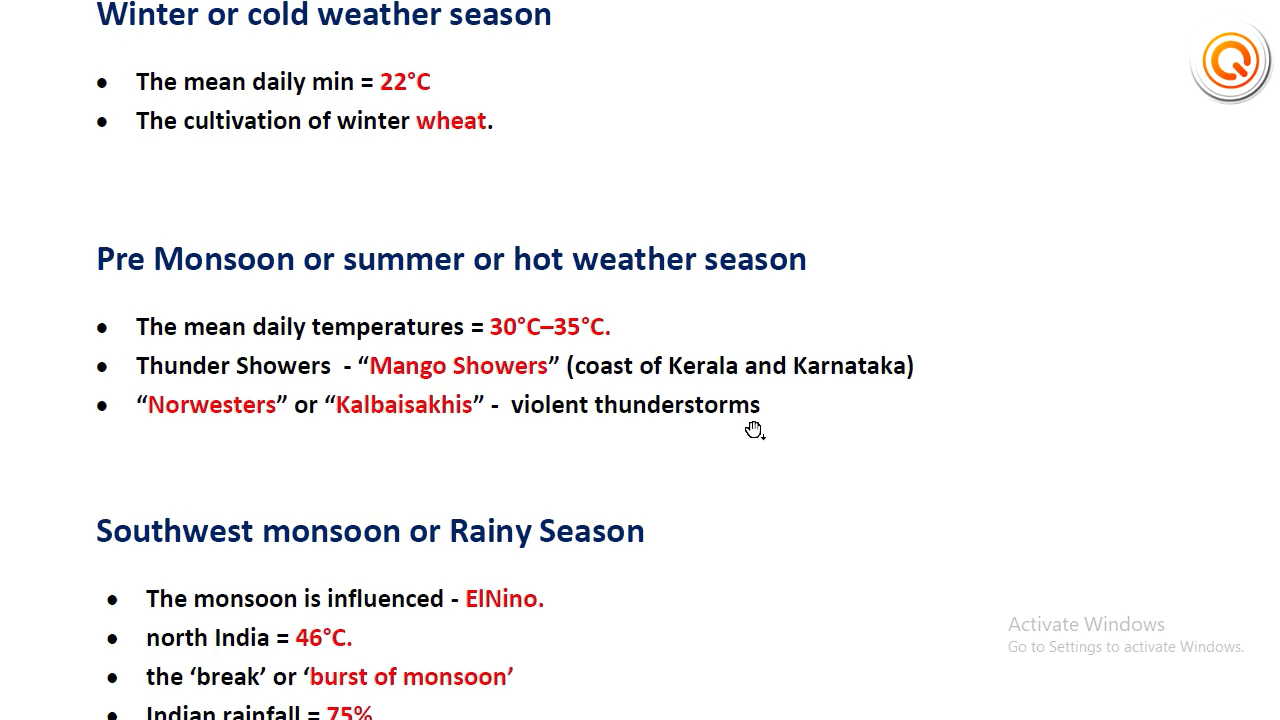 Winter or cold weather season
• The mean daily min = 22°C
• The cultivation of winter wheat.
Pre Monsoon or summer or hot weather season
• The mean daily temperatures = 30°C–35°C.
• Thunder Showers - “Mango Showers” (coast of Kerala and Karnataka)
• “Norwesters” or “Kalbaisakhis” - violent thunderstorms
Southwest monsoon or Rainy Season
• The monsoon is influenced - ElNino.
• north India = 46°C.
• the ‘break’ or ‘burst of monsoon’
• Indian rainfall = 75%
Activate Windows
Go to Settings to activate Windows.